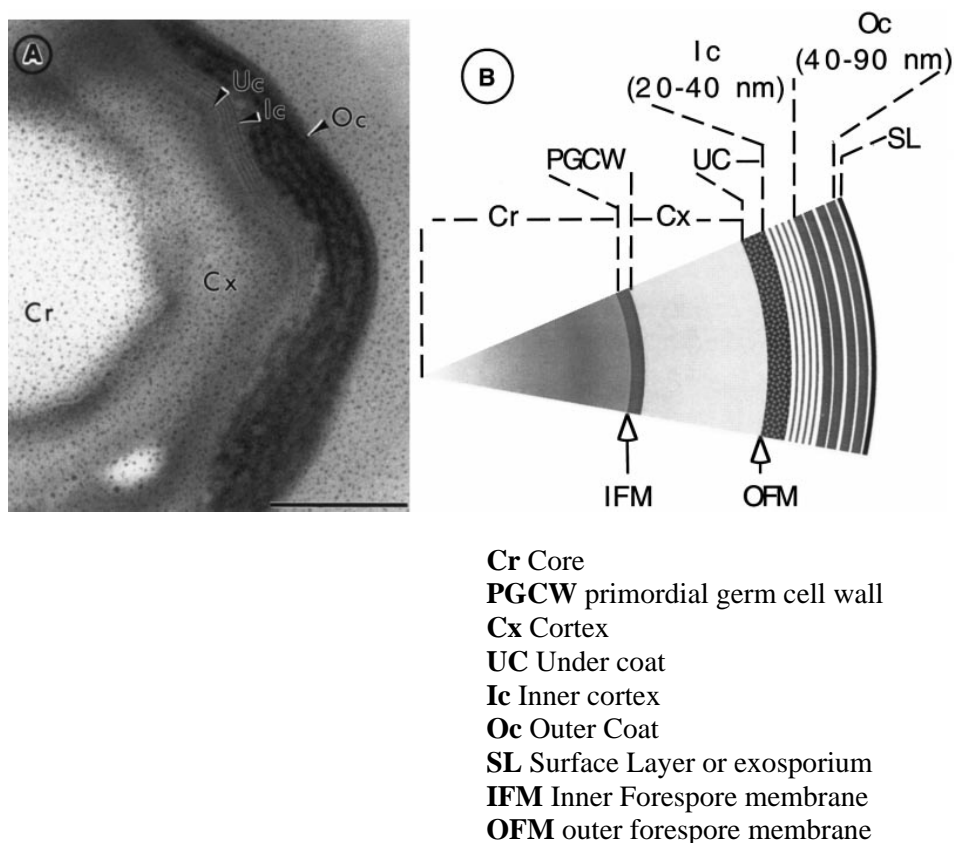 A
Uc
Ic
Oc
Cx
Cr
B
Oc
Ic (40-90 nm)
(20-40 nm)
SL
PGCW UC
Cr Cx
IFM OFM
Cr Core
PGCW primordial germ cell wall
Cx Cortex
UC Under coat
Ic Inner cortex
Oc Outer Coat
SL Surface Layer or exosporium
IFM Inner Forespore membrane
OFM outer forespore membrane